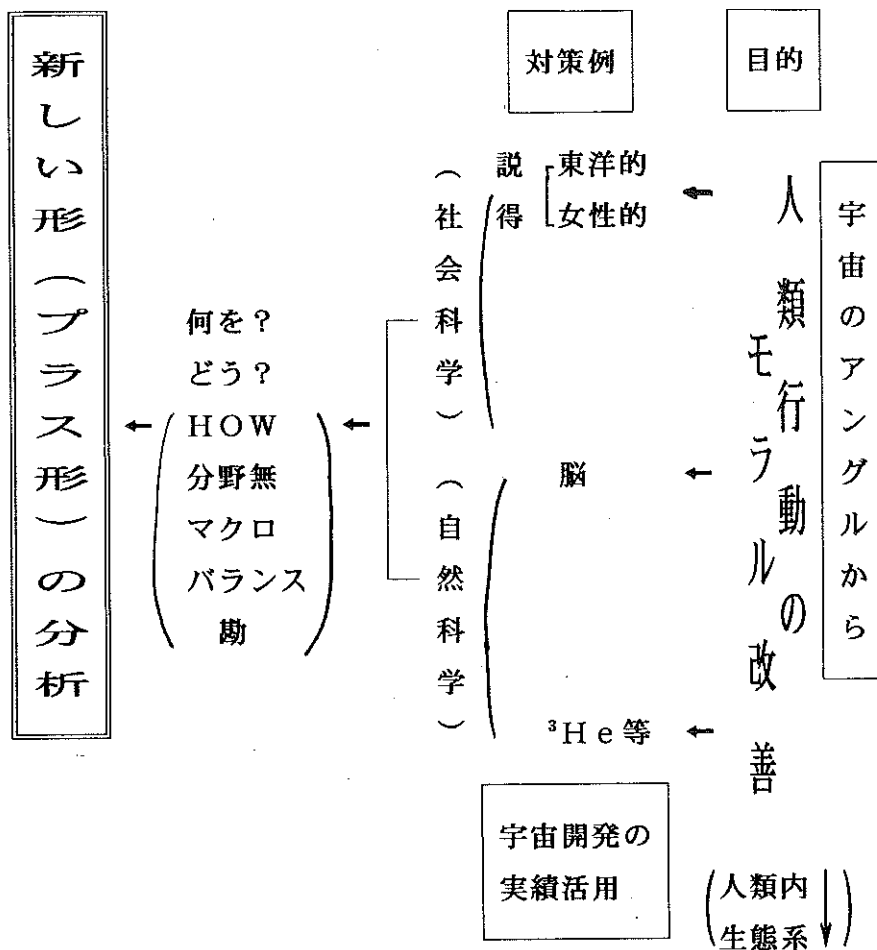 目的
対策例
宇宙のアングルから
人類行動の
モラルの改善
(人類内
生態系)
説得
東洋的
女性的
脳
³He等
宇宙開発の
実績活用
(社会科学)
(自然科学)
何を？
どう？
HOW
分野無
マクロ
バランス
勘
新しい形(プラス形)の分析